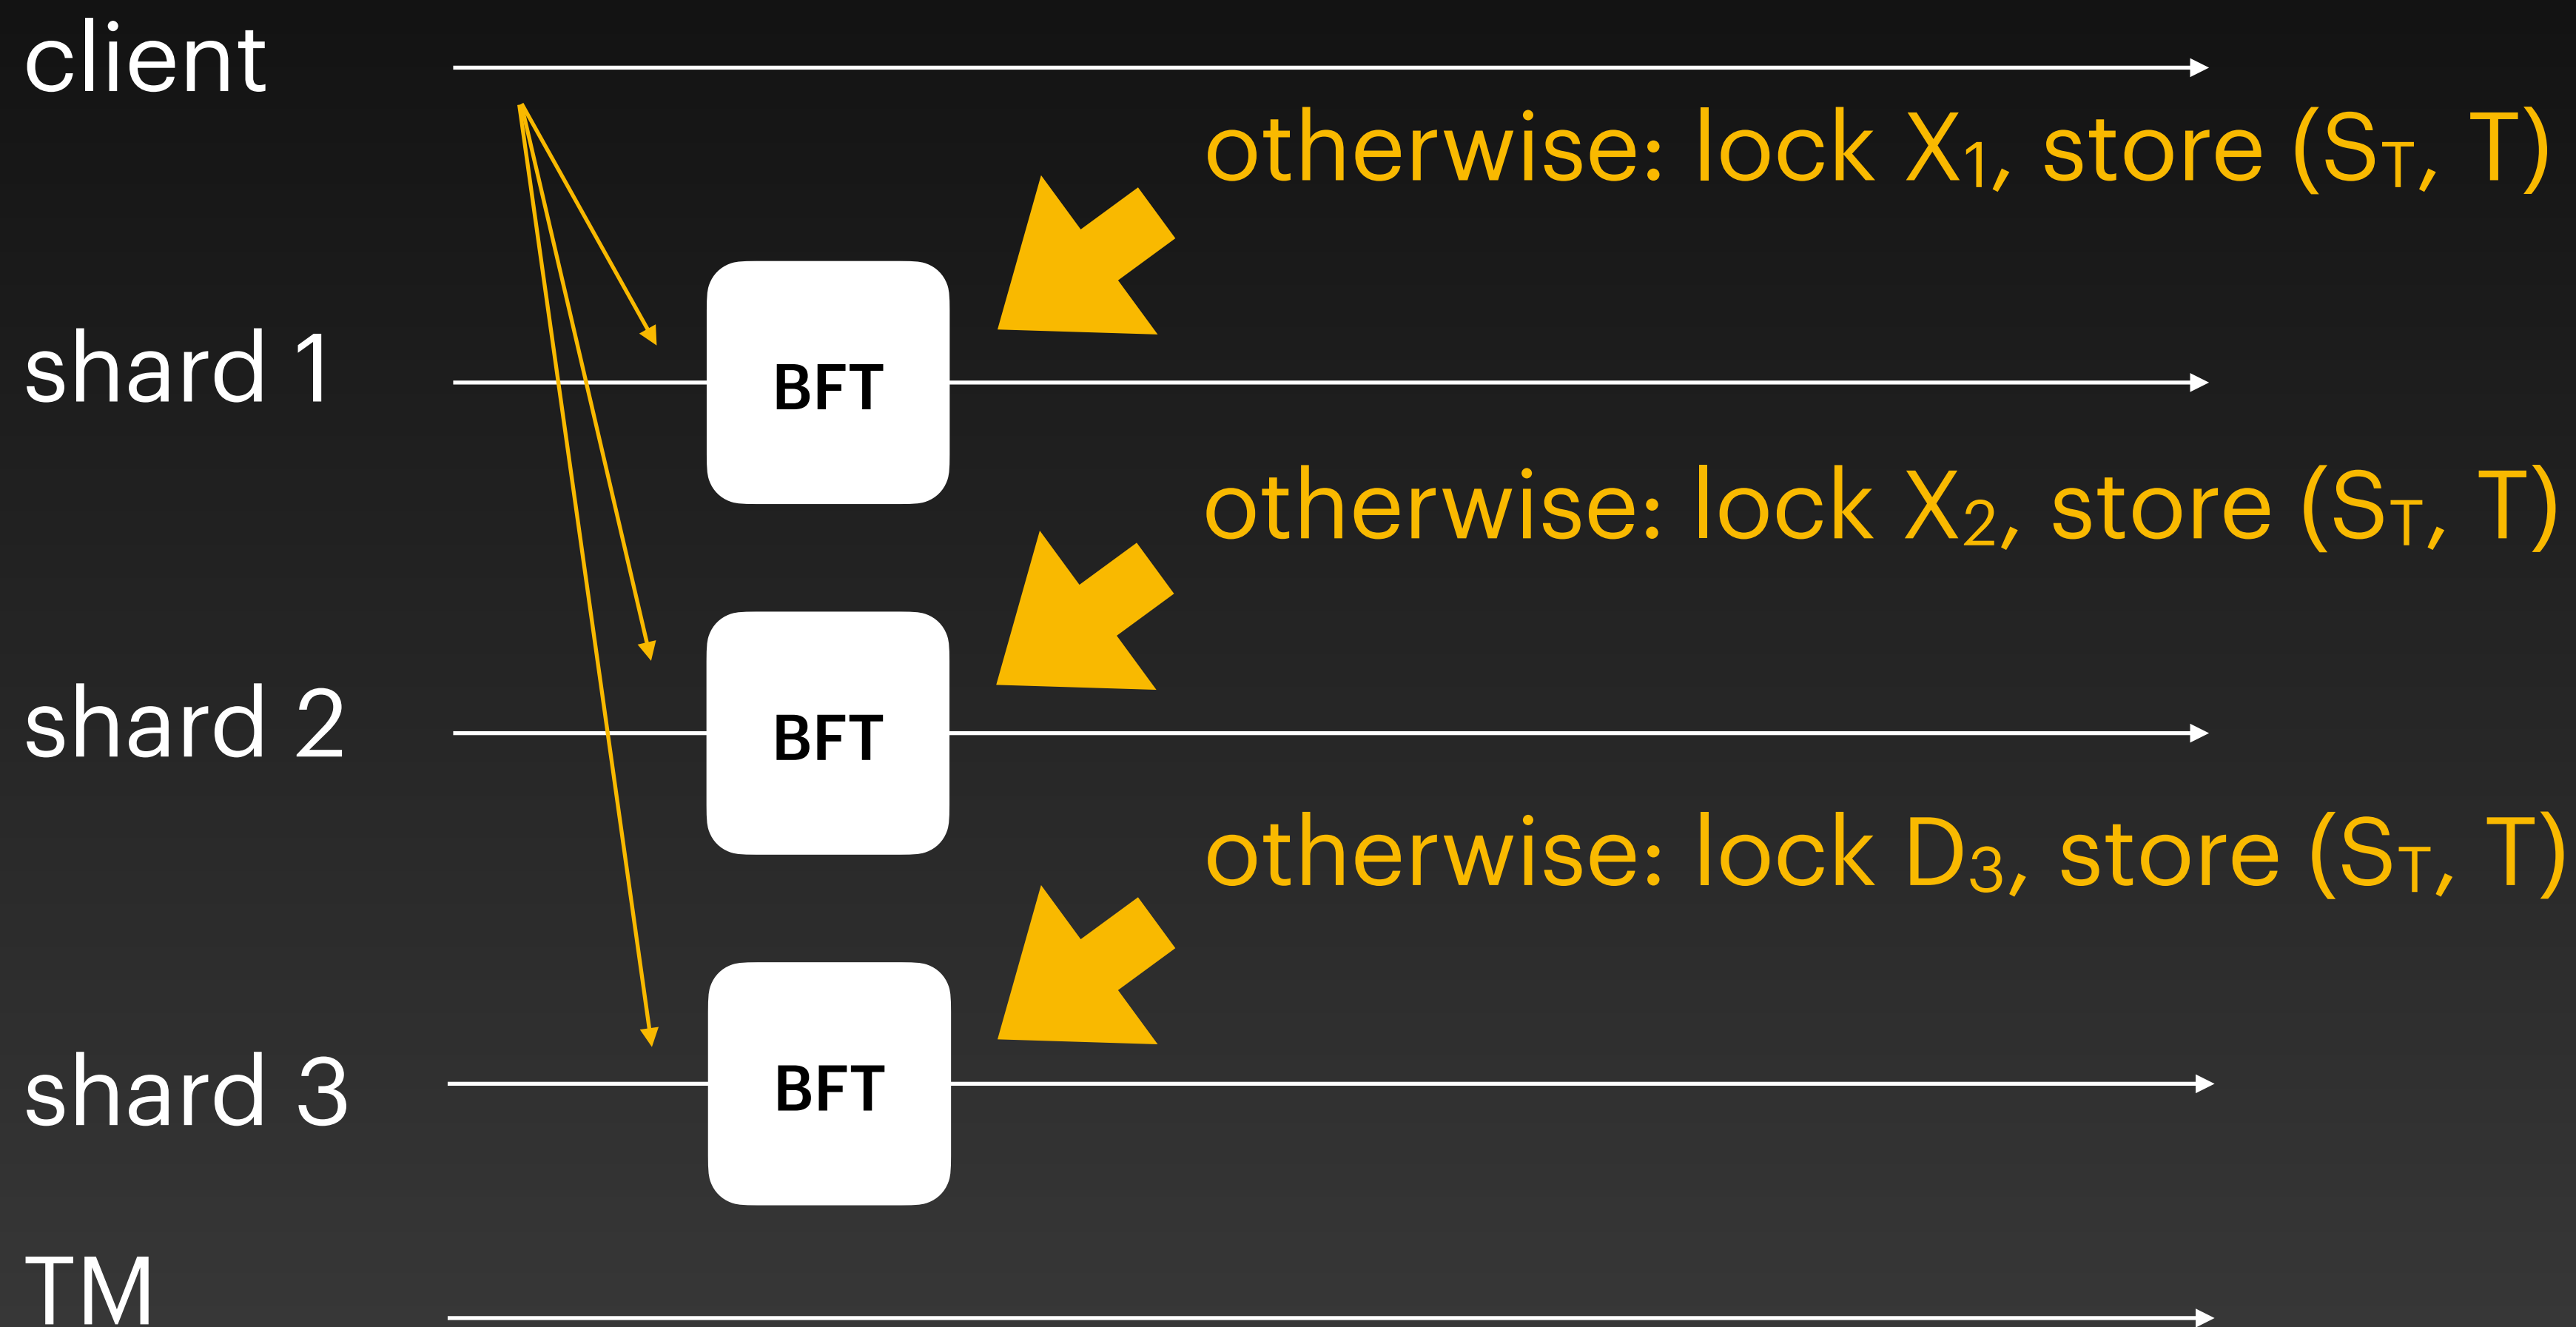 client
otherwise: lock X₁, store (Sₜ, T)
shard 1
BFT
otherwise: lock X₂, store (Sₜ, T)
shard 2
BFT
otherwise: lock D₃, store (Sₜ, T)
shard 3
BFT
TM